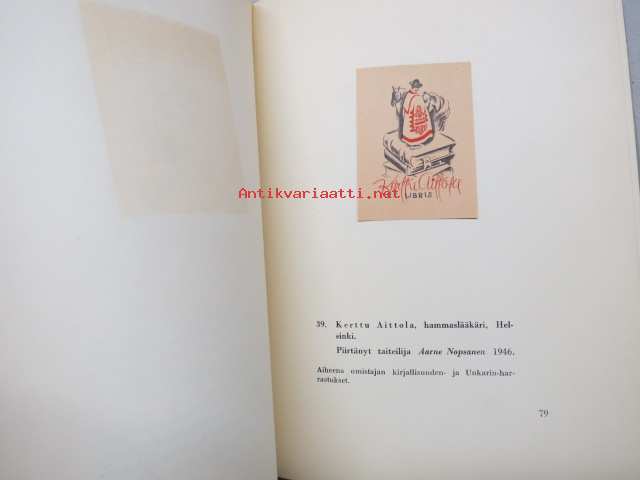 Kerttu Aittola
LIBRIS
Antikvariaatti.net
39. Kerttu Aittola, hammaslääkäri, Hel-
sinki.
Piirtänyt taiteilija Aarne Nopsanen 1946.
Aiheena omistajan kirjallisuuden- ja Unkarin-har-
rastukset.
79